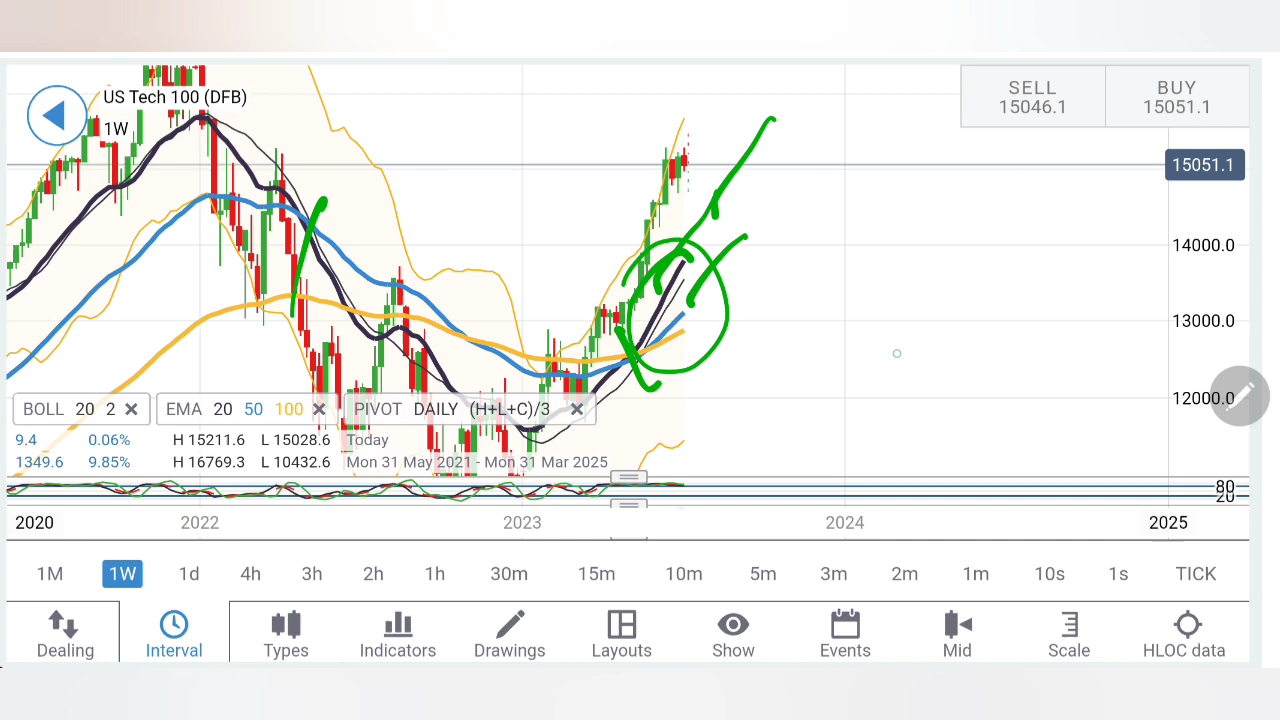 US Tech 100 (DFB)
1W
SELL
15046.1
BUY
15051.1
15051.1
14000.0
13000.0
12000.0
BOLL 20 2
EMA 20 50 100
PIVOT DAILY (H+L+C)/3
9.4 0.06% H 15211.6 L 15028.6 Today
1349.6 9.85% H 16769.3 L 10432.6 Mon 31 May 2021 - Mon 31 Mar 2025
80
20
2020 2022 2023 2024 2025
1M 1W 1d 4h 3h 2h 1h 30m 15m 10m 5m 3m 2m 1m 10s 1s TICK
Dealing Interval Types Indicators Drawings Layouts Show Events Mid Scale HLOC data